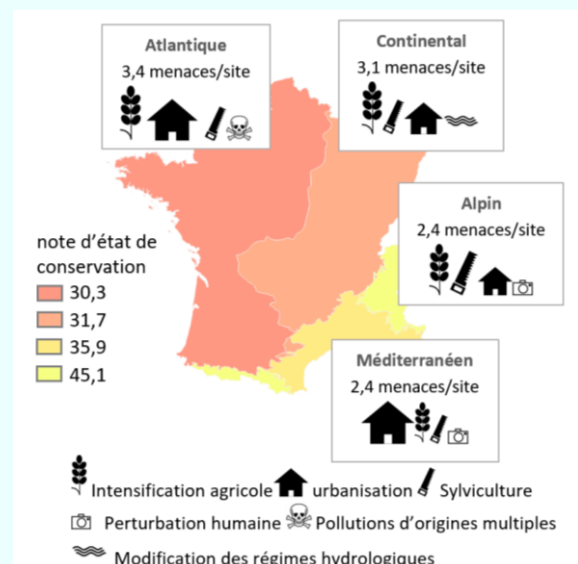 Atlantique
3,4 menaces/site
Continental
3,1 menaces/site
Alpin
2,4 menaces/site
note d'état de
conservation
30,3
31,7
35,9
45,1
Méditerranéen
2,4 menaces/site
Intensification agricole urbanisation Sylviculture
Perturbation humaine Pollutions d'origines multiples
Modification des régimes hydrologiques